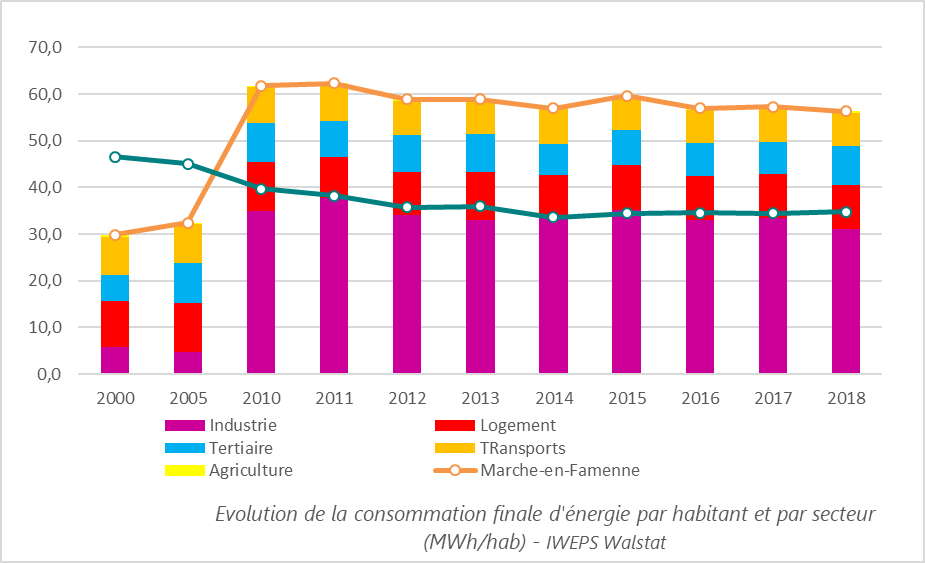 70,0
60,0
50,0
40,0
30,0
20,0
10,0
0,0
2000 2005 2010 2011 2012 2013 2014 2015 2016 2017 2018
Industrie Logement
Tertiaire TRansports
Agriculture Marche-en-Famenne
Evolution de la consommation finale d'énergie par habitant et par secteur
(MWh/hab) - IWEPS Walstat